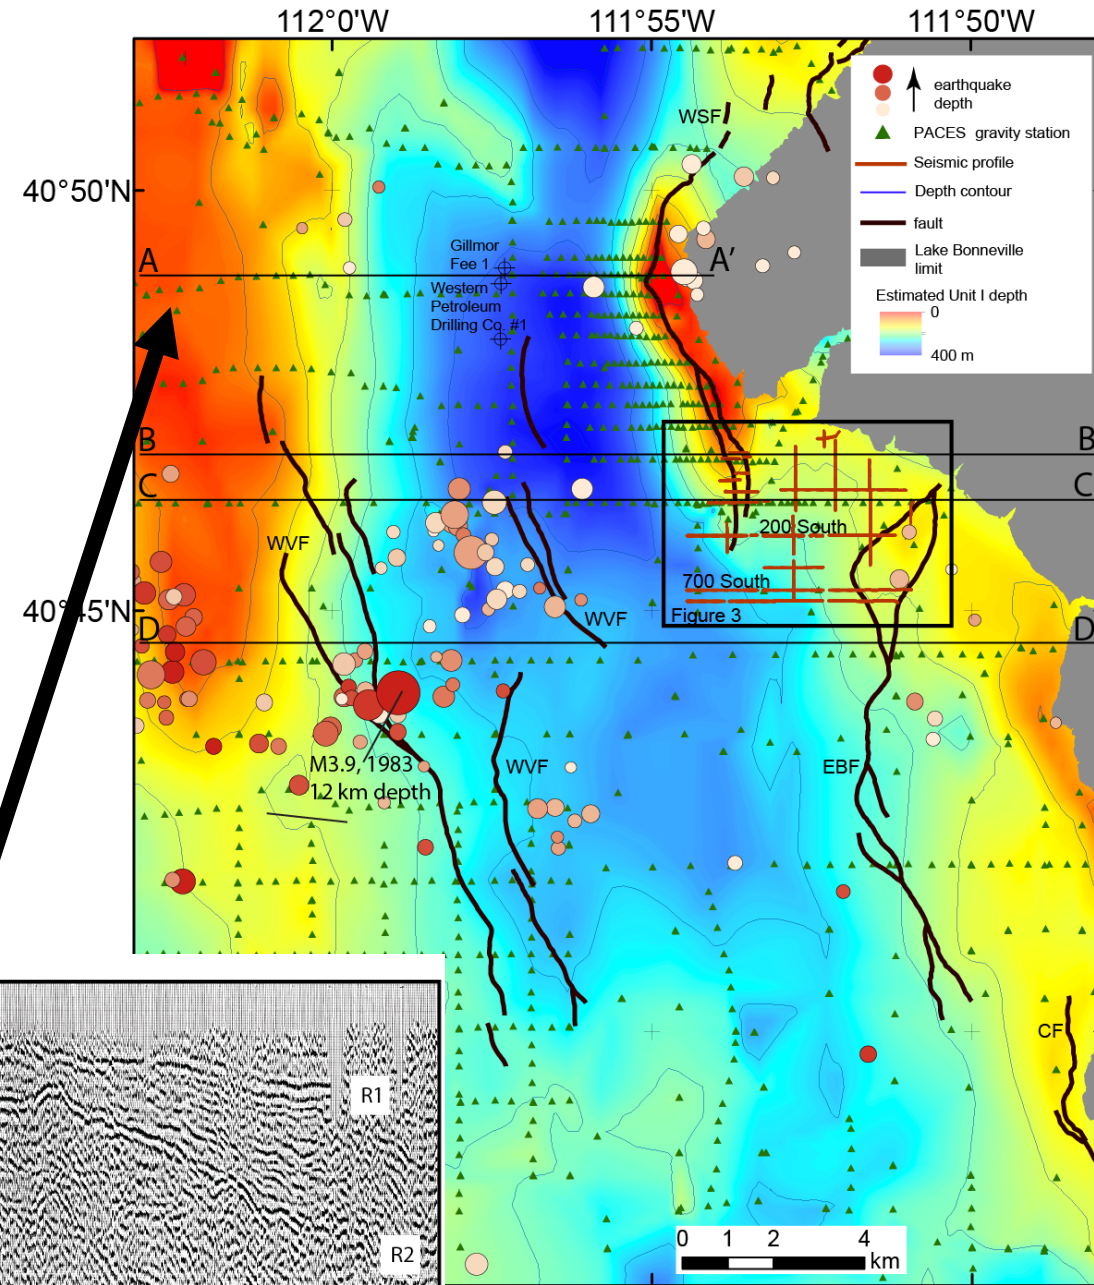 112°0'W
111°55'W
111°50'W
40°50'N
40°45'N
earthquake
depth
PACES gravity station
Seismic profile
Depth contour
fault
Lake Bonneville
limit
Estimated Unit I depth
0
400 m
WSF
A
A'
Gillmor
Fee 1
Western
Petroleum
Drilling Co. #1
B
B
C
C
WVF
200 South
700 South
Figure 3
WVF
D
D
M3.9, 1983
12 km depth
WVF
EBF
CF
R1
R2
0 1 2 4
km